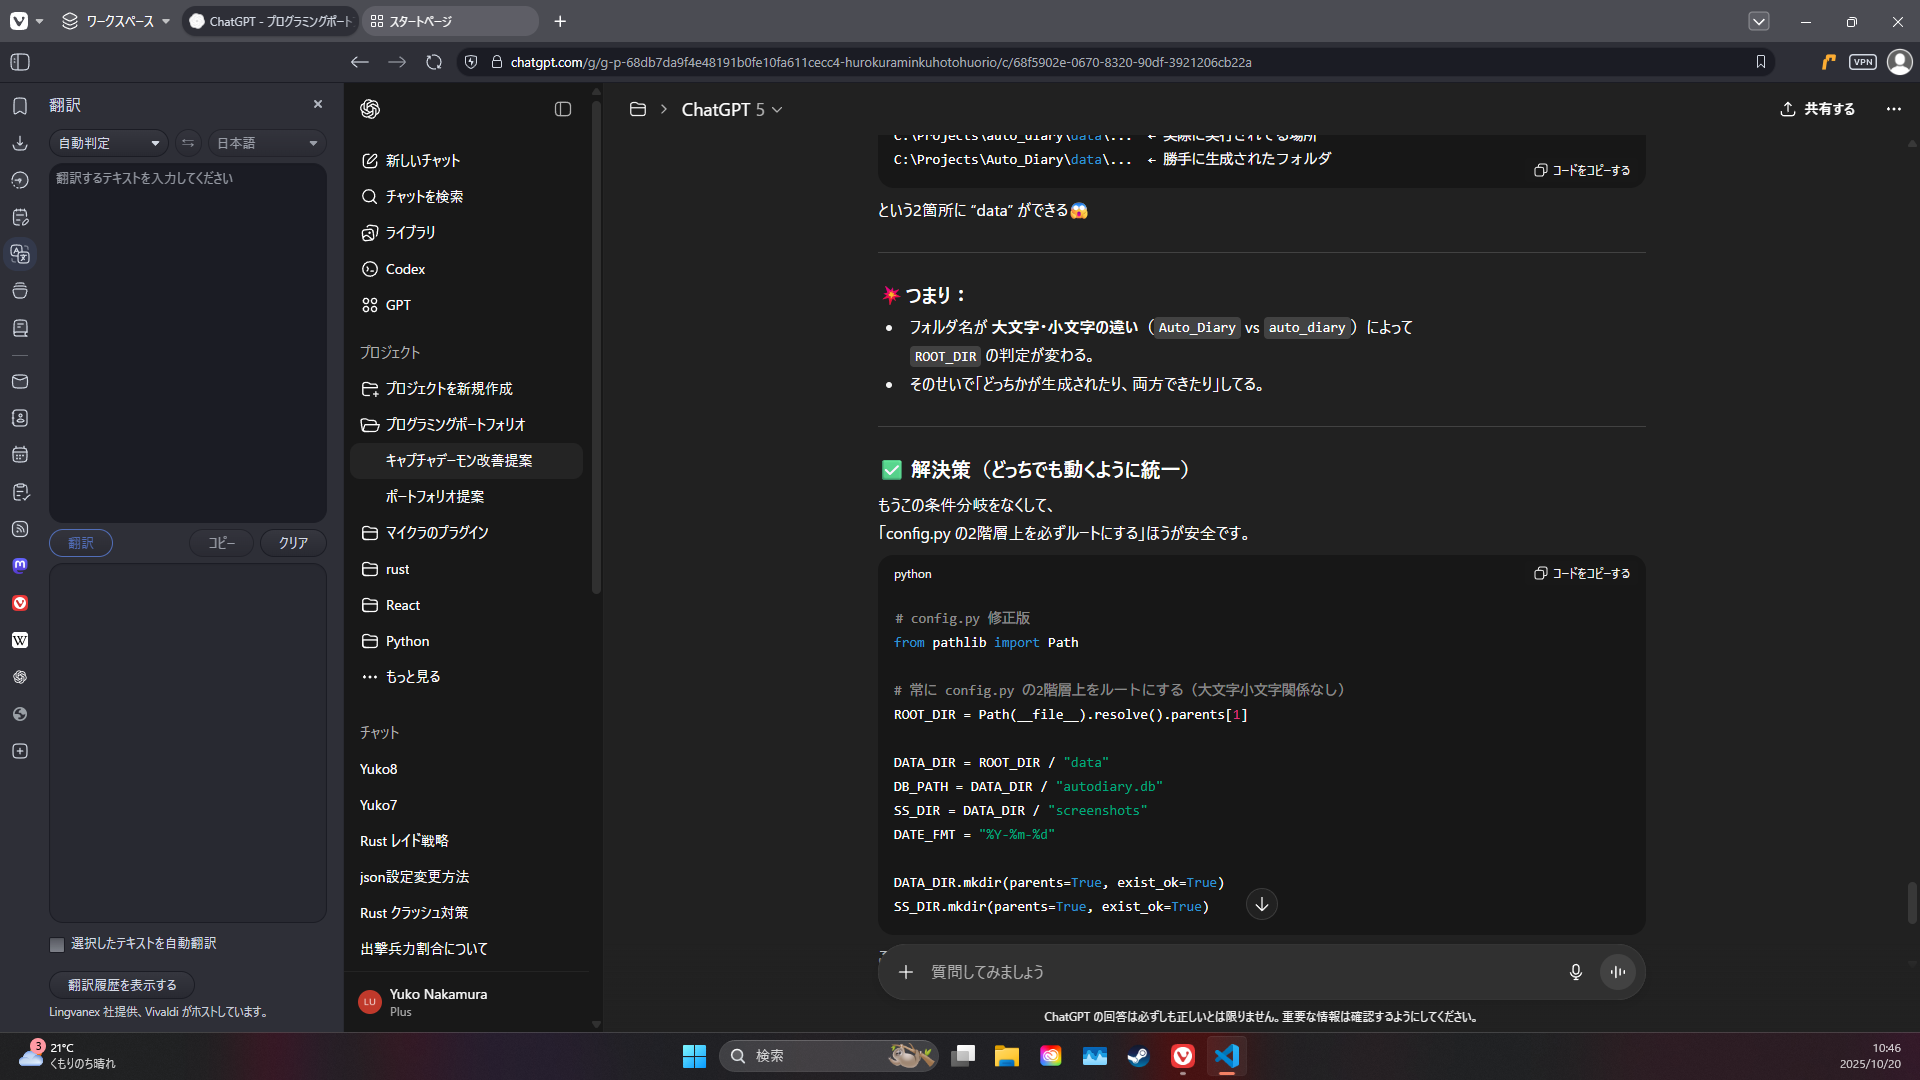 ワークスペース
ChatGPT - プログラミングポート
スタートページ
chatgpt.com/g/g-p-68db7da9f4e48191b0fe10fa611cecc4-hurokuraminkuhotohuorio/c/68f5902e-0670-8320-90df-3921206cb22a
VPN
翻訳
自動判定
日本語
翻訳するテキストを入力してください
翻訳
コピー
クリア
選択したテキストを自動翻訳
翻訳履歴を表示する
Lingvanex 社提供、Vivaldi がホストしています。
新しいチャット
チャットを検索
ライブラリ
Codex
GPT
プロジェクト
プロジェクトを新規作成
プログラミングポートフォリオ
キャプチャデーモン改善提案
ポートフォリオ提案
マイクラのプラグイン
rust
React
Python
もっと見る
チャット
Yuko8
Yuko7
Rust レイド戦略
json設定変更方法
Rust クラッシュ対策
出撃兵力割合について
LU
Yuko Nakamura
Plus
ChatGPT 5
共有する
C:\Projects\auto_diary\data\... ← 実際に実行されてる場所
C:\Projects\Auto_Diary\data\... ← 勝手に生成されたフォルダ
コードをコピーする
という2箇所に “data” ができる😱
💥 つまり：
フォルダ名が 大文字・小文字の違い（Auto_Diary vs auto_diary）によって
ROOT_DIR の判定が変わる。
そのせいで「どっちかが生成されたり、両方できたり」してる。
✅ 解決策（どっちでも動くように統一）
もうこの条件分岐をなくして、
「config.py の2階層上を必ずルートにする」ほうが安全です。
python
コードをコピーする
# config.py 修正版
from pathlib import Path
# 常に config.py の2階層上をルートにする（大文字小文字関係なし）
ROOT_DIR = Path(__file__).resolve().parents[1]
DATA_DIR = ROOT_DIR / "data"
DB_PATH = DATA_DIR / "autodiary.db"
SS_DIR = DATA_DIR / "screenshots"
DATE_FMT = "%Y-%m-%d"
DATA_DIR.mkdir(parents=True, exist_ok=True)
SS_DIR.mkdir(parents=True, exist_ok=True)
質問してみましょう
ChatGPT の回答は必ずしも正しいとは限りません。重要な情報は確認するようにしてください。
3
21°C
くもりのち晴れ
検索
10:46
2025/10/20